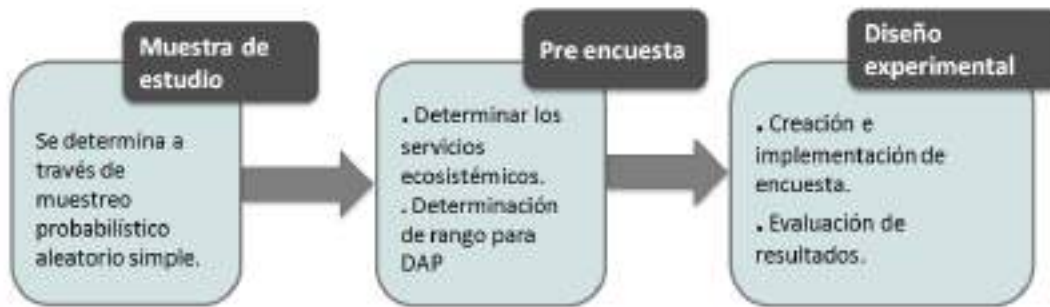 Muestra de
estudio
Se determina a
través de
muestreo
probabilístico
aleatorio simple.
Pre encuesta
. Determinar los
servicios
ecosistémicos.
. Determinación
de rango para
DAP
Diseño
experimental
. Creación e
implementación de
encuesta.
. Evaluación de
resultados.